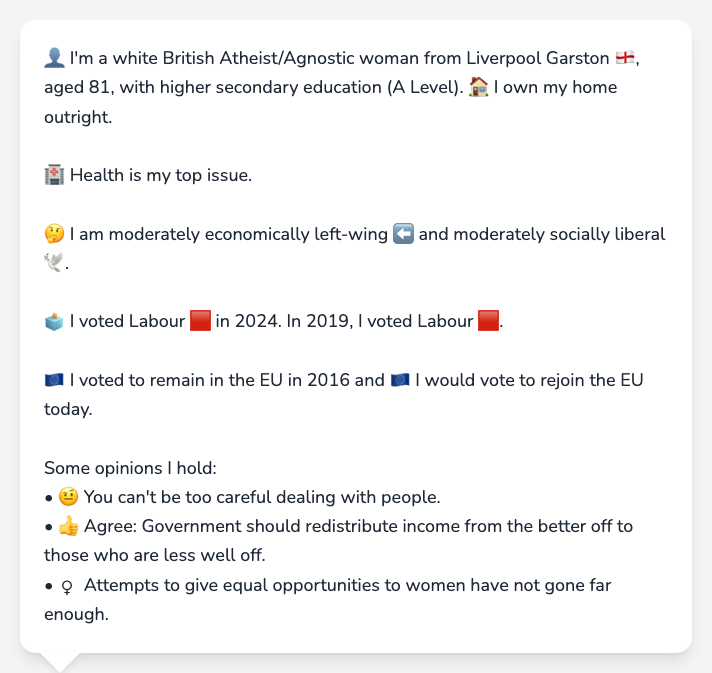 👤 I'm a white British Atheist/Agnostic woman from Liverpool Garston 🏴󠁧󠁢󠁥󠁮󠁧󠁿,
aged 81, with higher secondary education (A Level). 🏠 I own my home
outright.
🏥 Health is my top issue.
🤔 I am moderately economically left-wing ⬅️ and moderately socially liberal
🕊️.
🗳️ I voted Labour 🟥 in 2024. In 2019, I voted Labour 🟥.
🇪🇺 I voted to remain in the EU in 2016 and 🇪🇺 I would vote to rejoin the EU
today.
Some opinions I hold:
• 🤨 You can't be too careful dealing with people.
• 👍 Agree: Government should redistribute income from the better off to
those who are less well off.
• ♀ Attempts to give equal opportunities to women have not gone far
enough.